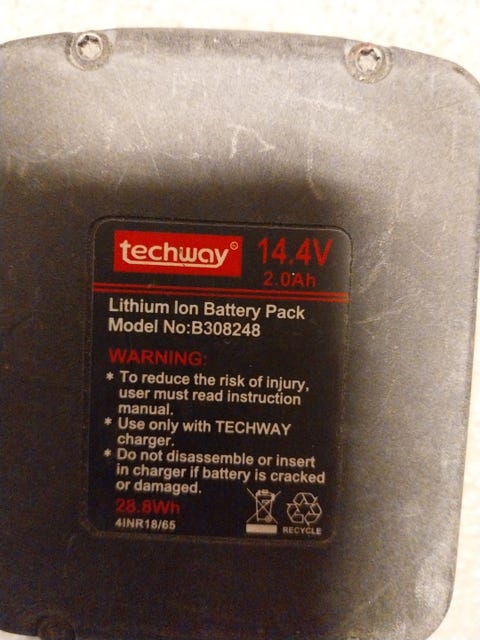 techway® 14.4V
2.0Ah
Lithium Ion Battery Pack
Model No:B308248
WARNING:
* To reduce the risk of injury,
user must read instruction
manual.
* Use only with TECHWAY
charger.
* Do not disassemble or insert
in charger if battery is cracked
or damaged.
28.8Wh
4INR18/65
RECYCLE